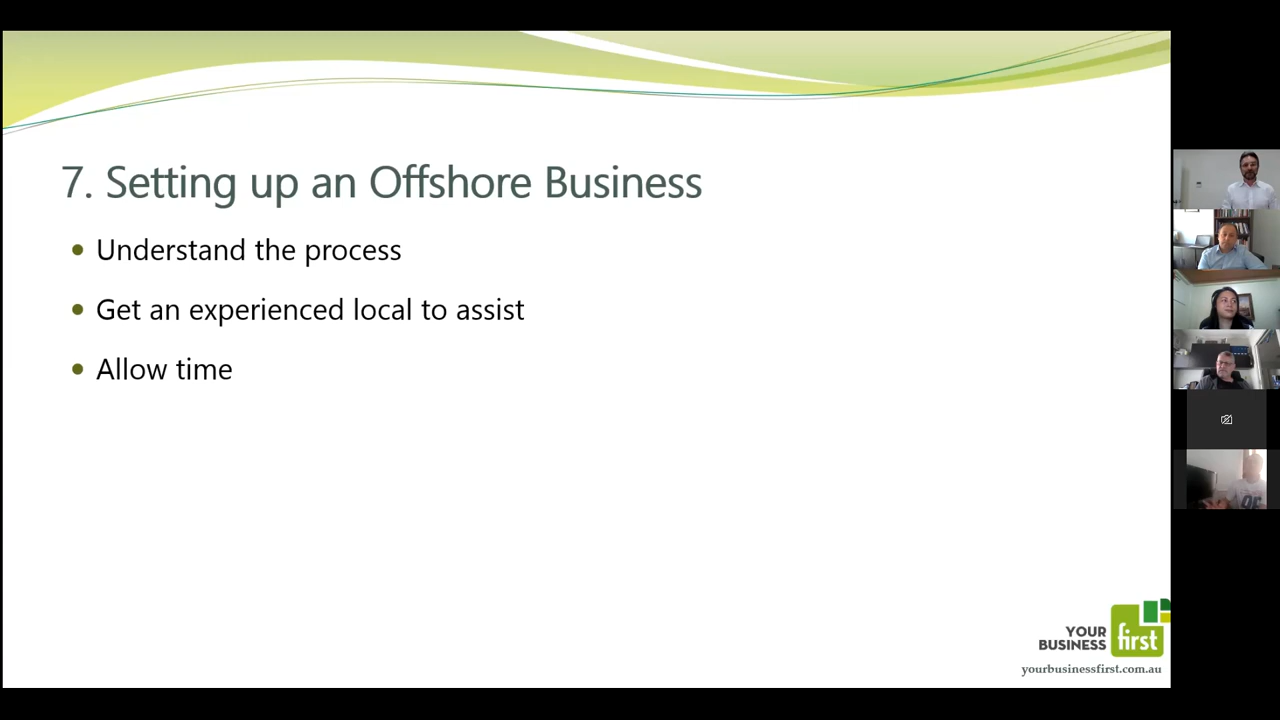 7. Setting up an Offshore Business
Understand the process
Get an experienced local to assist
Allow time
YOUR
BUSINESS
first
yourbusinessfirst.com.au